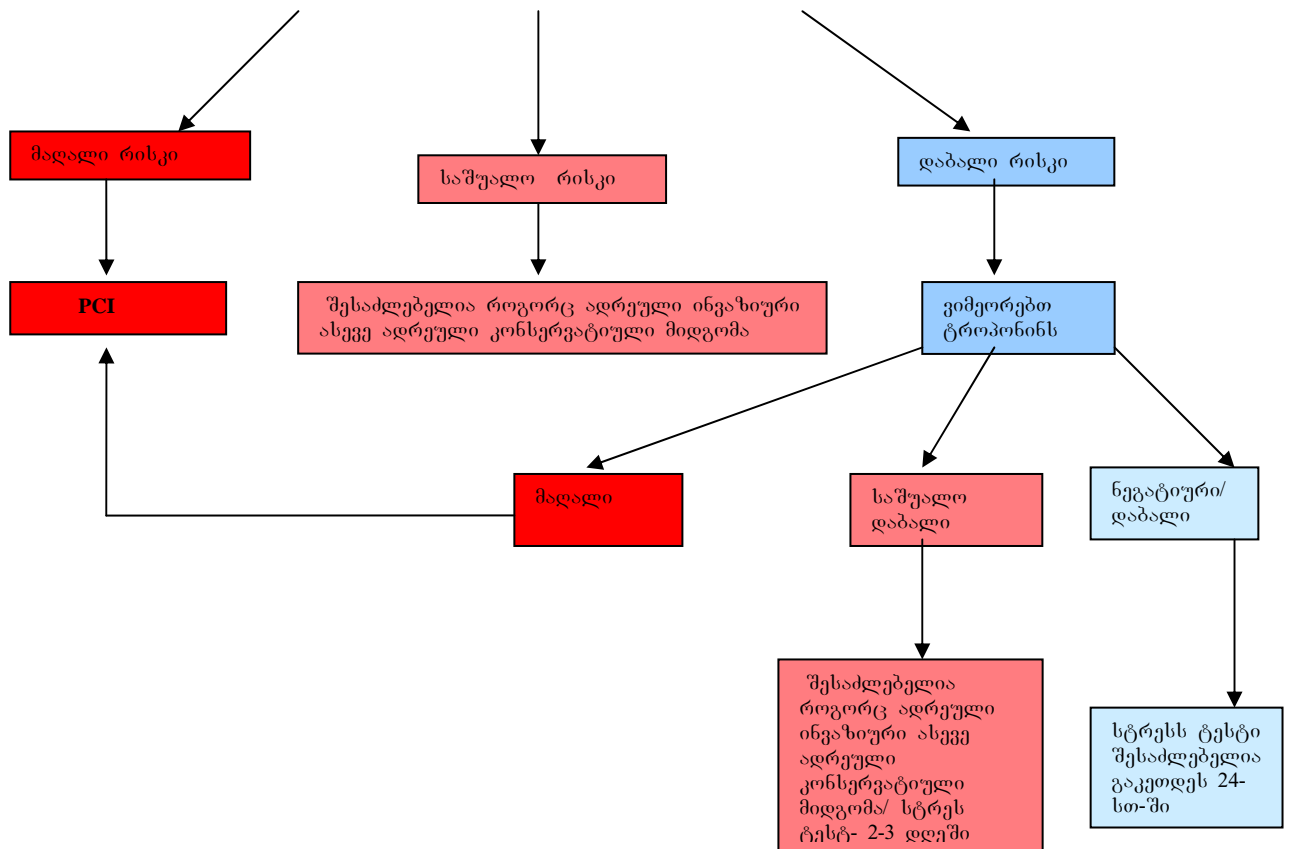 მაღალი რისკი
საშუალო რისკი
დაბალი რისკი
PCI
შესაძლებელია როგორც ადრეული ინვაზიური
ასევე ადრეული კონსერვატიული მიდგომა
ვიმეორებთ
ტროპონინს
მაღალი
საშუალო
დაბალი
ნეგატიური/
დაბალი
შესაძლებელია
როგორც ადრეული
ინვაზიური ასევე
ადრეული
კონსერვატიული
მიდგომა/ სტრეს
ტესტ- 2-3 დღეში
სტრესს ტესტი
შესაძლებელია
გაკეთდეს 24-
სთ-ში